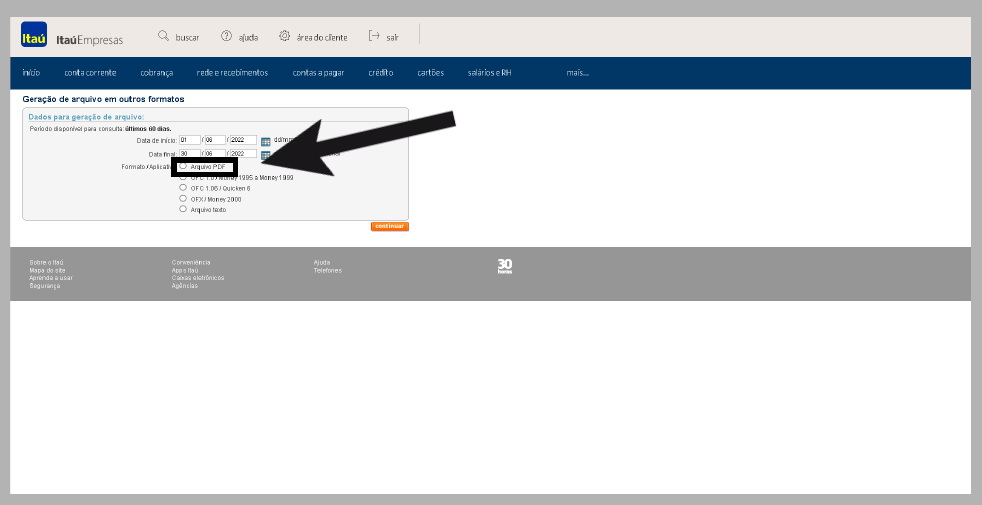 Itaú ItaúEmpresas buscar ajuda área do cliente sair
início conta corrente cobrança rede e recebimentos contas a pagar crédito cartões salários e RH mais...
Geração de arquivo em outros formatos
Dados para geração de arquivo:
Período disponível para consulta: últimos 60 dias.
Data de início: 01 / 06 / 2022
Data final: 30 / 06 / 2022
Formato / Aplicativo Arquivo PDF
OFC 1.0 / Money 1995 a Money 1999
OFC 1.06 / Quicken 6
OFX / Money 2000
Arquivo texto
continuar
Sobre o Itaú Conveniência Ajuda 30 horas
Mapa do site Apps Itaú Telefones
Aprenda a usar Caixas eletrônicos
Segurança Agências